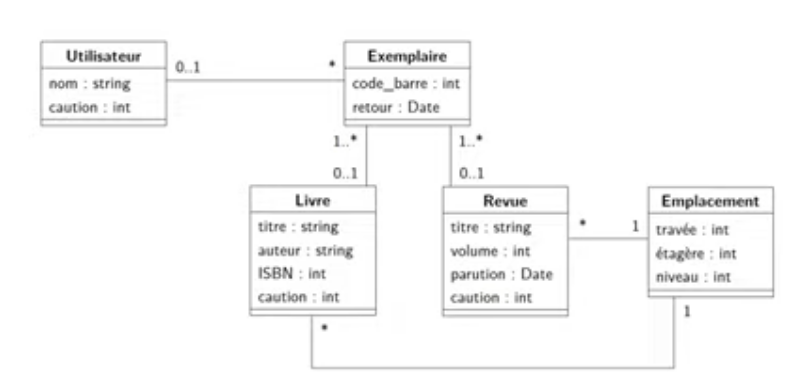 Utilisateur
nom : string
caution : int
0..1
*
Exemplaire
code_barre : int
retour : Date
1..*
0..1
1..*
0..1
Livre
titre : string
auteur : string
ISBN : int
caution : int
*
Revue
titre : string
volume : int
parution : Date
caution : int
*
1
Emplacement
travée : int
étagère : int
niveau : int
1